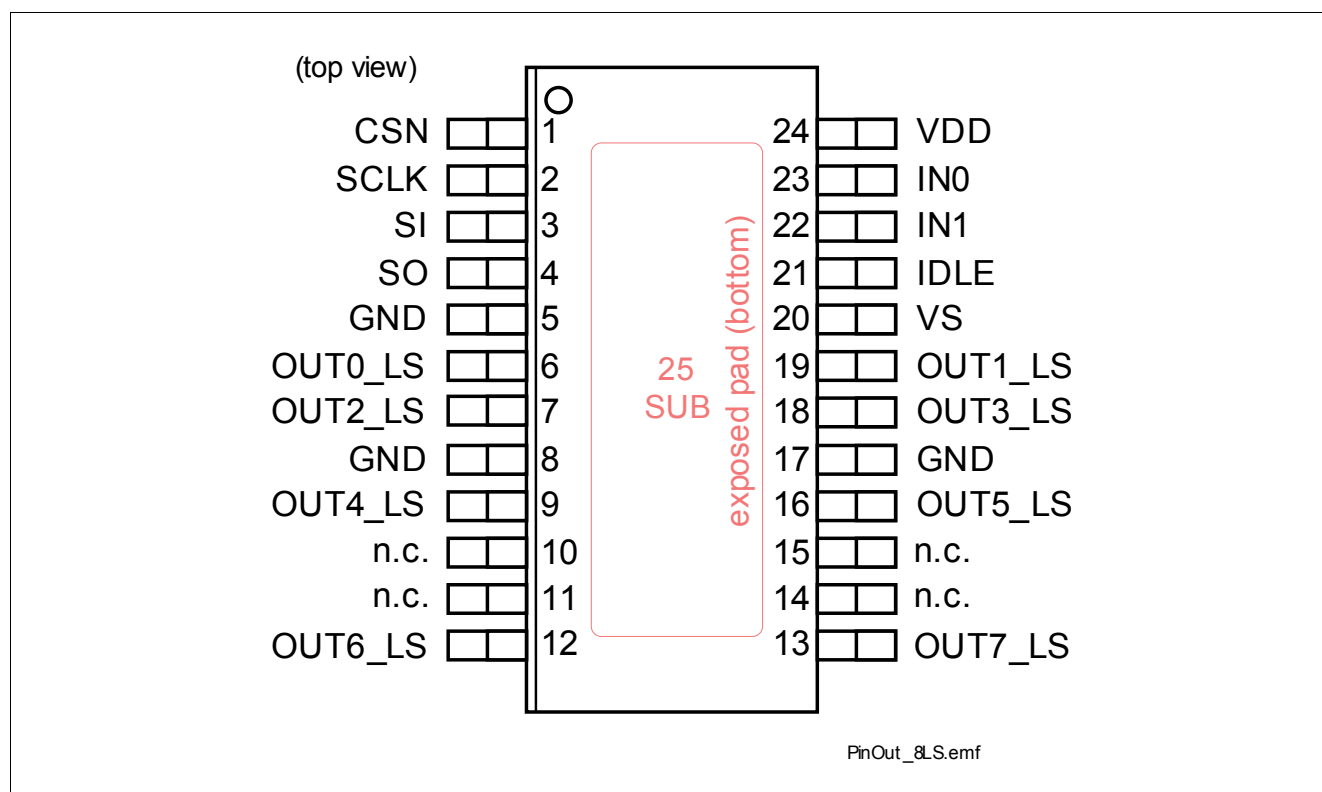 (top view)
CSN 1 24 VDD
SCLK 2 23 IN0
SI 3 22 IN1
SO 4 21 IDLE
GND 5 20 VS
OUT0_LS 6 19 OUT1_LS
OUT2_LS 7 18 OUT3_LS
GND 8 17 GND
OUT4_LS 9 16 OUT5_LS
n.c. 10 15 n.c.
n.c. 11 14 n.c.
OUT6_LS 12 13 OUT7_LS
25
SUB
exposed pad (bottom)
PinOut_8LS.emf